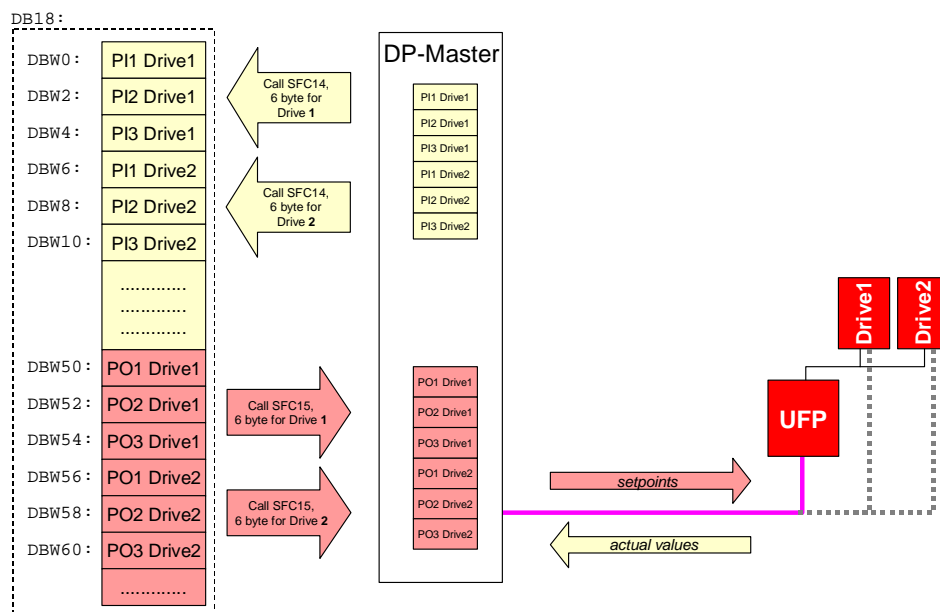 DB18:
DBW0: PI1 Drive1
DBW2: PI2 Drive1
DBW4: PI3 Drive1
DBW6: PI1 Drive2
DBW8: PI2 Drive2
DBW10: PI3 Drive2
.............
.............
.............
DBW50: PO1 Drive1
DBW52: PO2 Drive1
DBW54: PO3 Drive1
DBW56: PO1 Drive2
DBW58: PO2 Drive2
DBW60: PO3 Drive2
.............
Call SFC14,
6 byte for
Drive 1
Call SFC14,
6 byte for
Drive 2
Call SFC15,
6 byte for Drive 1
Call SFC15,
6 byte for Drive 2
DP-Master
PI1 Drive1
PI2 Drive1
PI3 Drive1
PI1 Drive2
PI2 Drive2
PI3 Drive2
PO1 Drive1
PO2 Drive1
PO3 Drive1
PO1 Drive2
PO2 Drive2
PO3 Drive2
setpoints
actual values
Drive1
Drive2
UFP